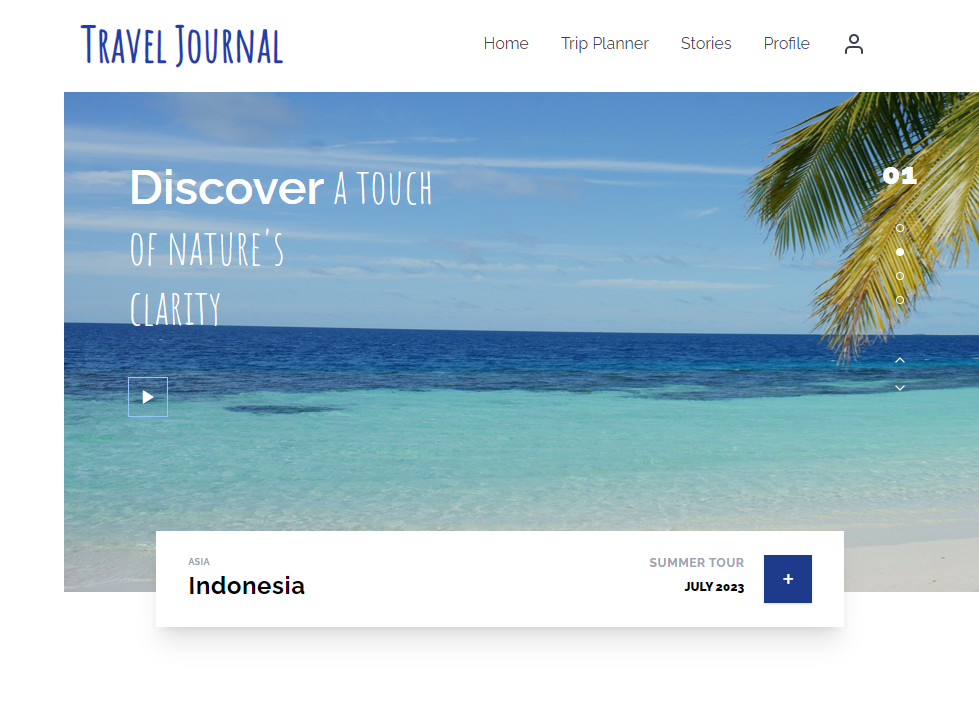 Travel Journal
Home Trip Planner Stories Profile
Discover A TOUCH
OF NATURE'S
CLARITY
01
ASIA
Indonesia
SUMMER TOUR
JULY 2023
+